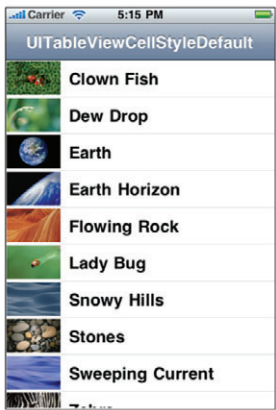 Carrier 5:15 PM
UITableViewCellStyleDefault
Clown Fish
Dew Drop
Earth
Earth Horizon
Flowing Rock
Lady Bug
Snowy Hills
Stones
Sweeping Current